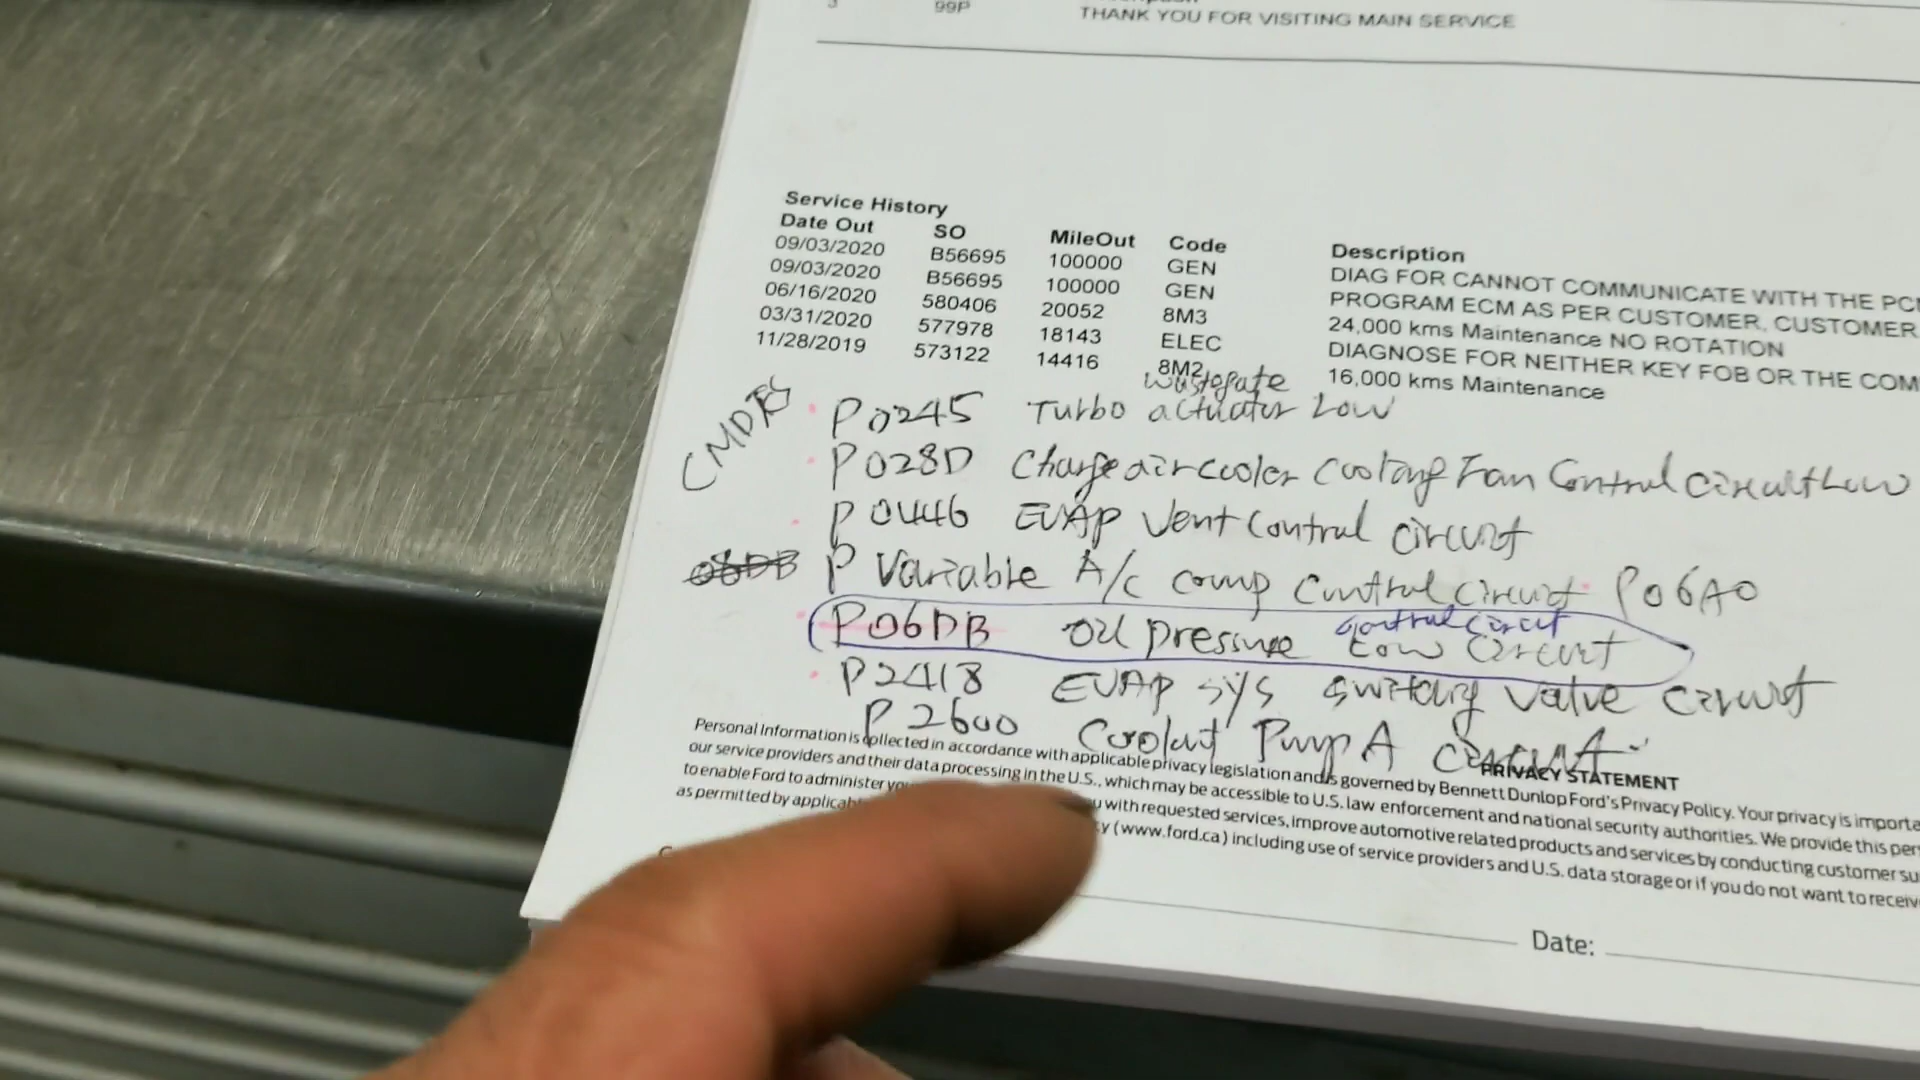 3 99P
THANK YOU FOR VISITING MAIN SERVICE
Service History
Date Out SO MileOut Code Description
09/03/2020 B56695 100000 GEN DIAG FOR CANNOT COMMUNICATE WITH THE PCM
09/03/2020 B56695 100000 GEN PROGRAM ECM AS PER CUSTOMER, CUSTOMER
06/16/2020 580406 20052 8M3 24,000 kms Maintenance NO ROTATION
03/31/2020 577978 18143 ELEC DIAGNOSE FOR NEITHER KEY FOB OR THE COM
11/28/2019 573122 14416 8M2 16,000 kms Maintenance
wastegate
CMDTCS P0245 Turbo actuator Low
P028D Charge air cooler Cooling Fan Control circuit Low
P0446 EVAP Vent Control circuit
06DB P Variable A/C comp Control circuit P06A0
control circuit
P06DB Oil pressure Low circuit
P2418 EVAP sys switching valve circuit
P2600 Coolant Pump A circuit
PRIVACY STATEMENT
Personal Information is collected in accordance with applicable privacy legislation and is governed by Bennett Dunlop Ford's Privacy Policy. Your privacy is importa
our service providers and their data processing in the U.S., which may be accessible to U.S. law enforcement and national security authorities. We provide this per
to enable Ford to administer you with requested services, improve automotive related products and services by conducting customer su
as permitted by applicab (www.ford.ca) including use of service providers and U.S. data storage or if you do not want to receiv
Date: